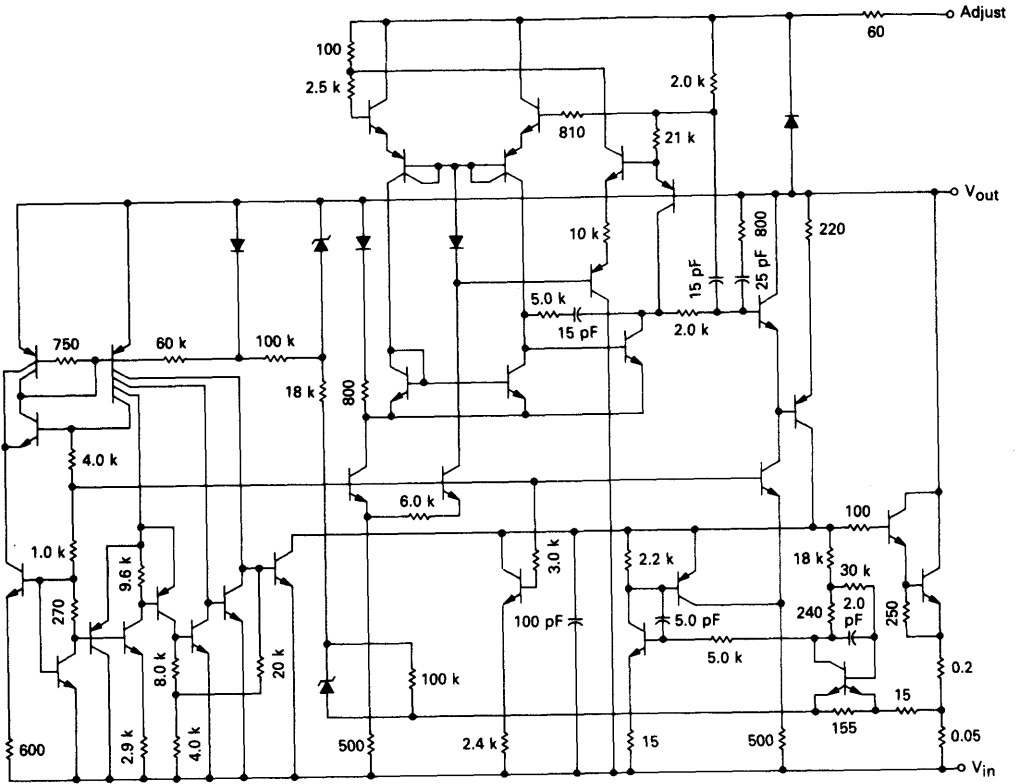 Adjust
60
100
2.5 k
2.0 k
810
21 k
Vout
10 k
15 pF
25 pF
800
220
5.0 k
15 pF
2.0 k
750
60 k
100 k
18 k
800
4.0 k
6.0 k
1.0 k
9.6 k
3.0 k
2.2 k
100
18 k
30 k
270
100 pF
5.0 pF
240
2.0
pF
250
8.0 k
20 k
5.0 k
100 k
0.2
15
155
600
2.9 k
4.0 k
500
2.4 k
15
500
0.05
Vin